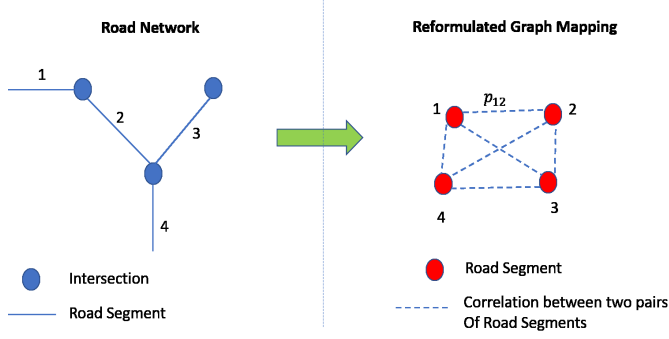 Road Network
1
2
3
4
Intersection
Road Segment
Reformulated Graph Mapping
1
p₁₂
2
4
3
Road Segment
Correlation between two pairs
Of Road Segments